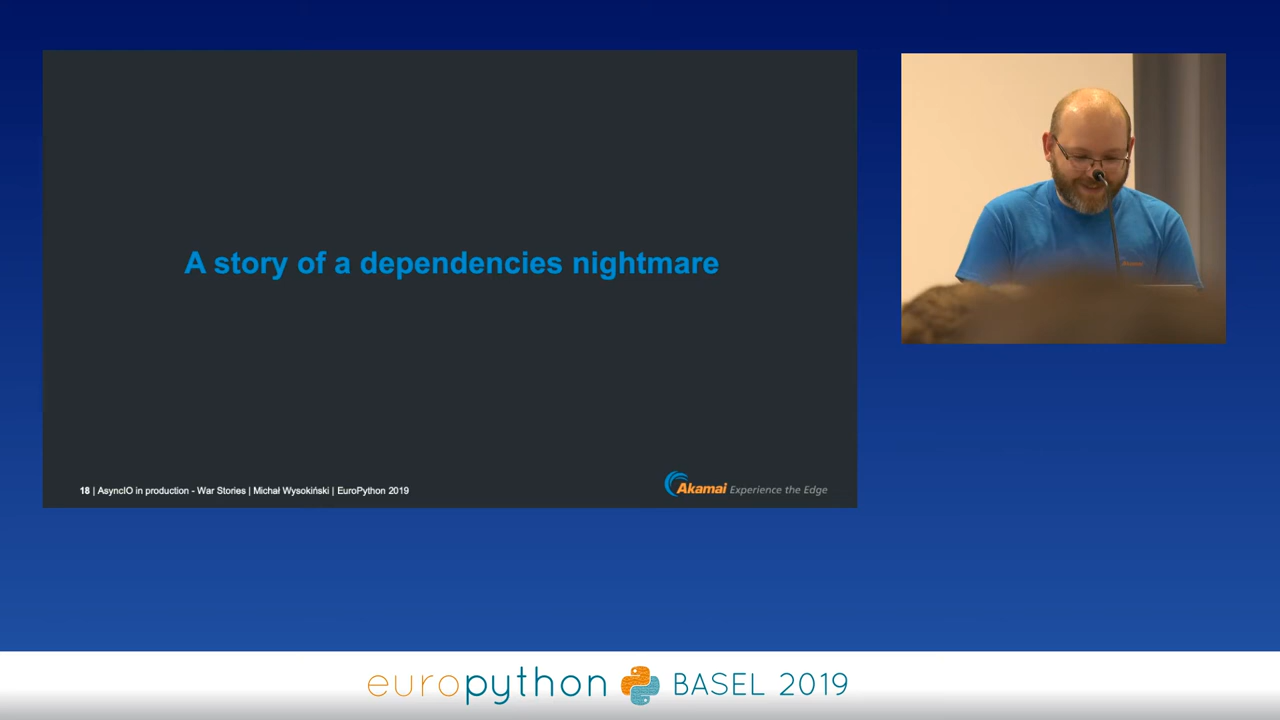 A story of a dependencies nightmare
18 | AsyncIO in production - War Stories | Michał Wysokiński | EuroPython 2019
Akamai Experience the Edge
Akamai
europython BASEL 2019